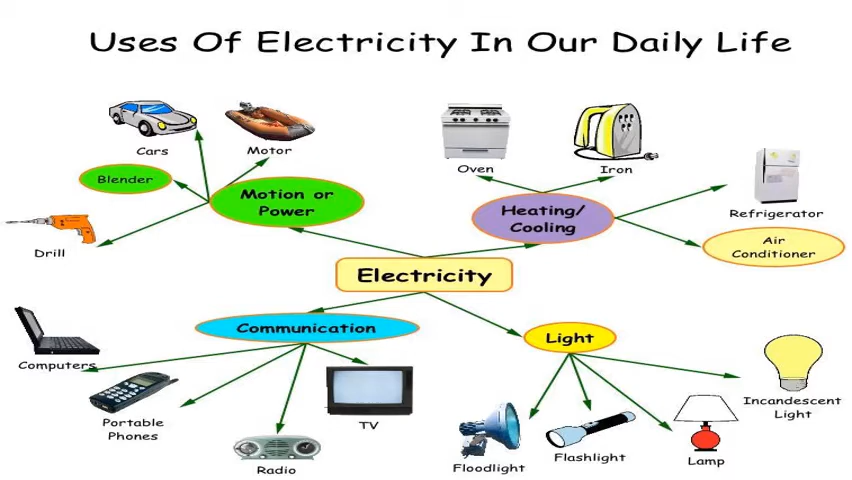 Uses Of Electricity In Our Daily Life
Cars
Motor
Blender
Motion or
Power
Drill
Oven
Iron
Heating/
Cooling
Refrigerator
Air
Conditioner
Electricity
Communication
Computers
Portable
Phones
Radio
TV
Light
Floodlight
Flashlight
Lamp
Incandescent
Light